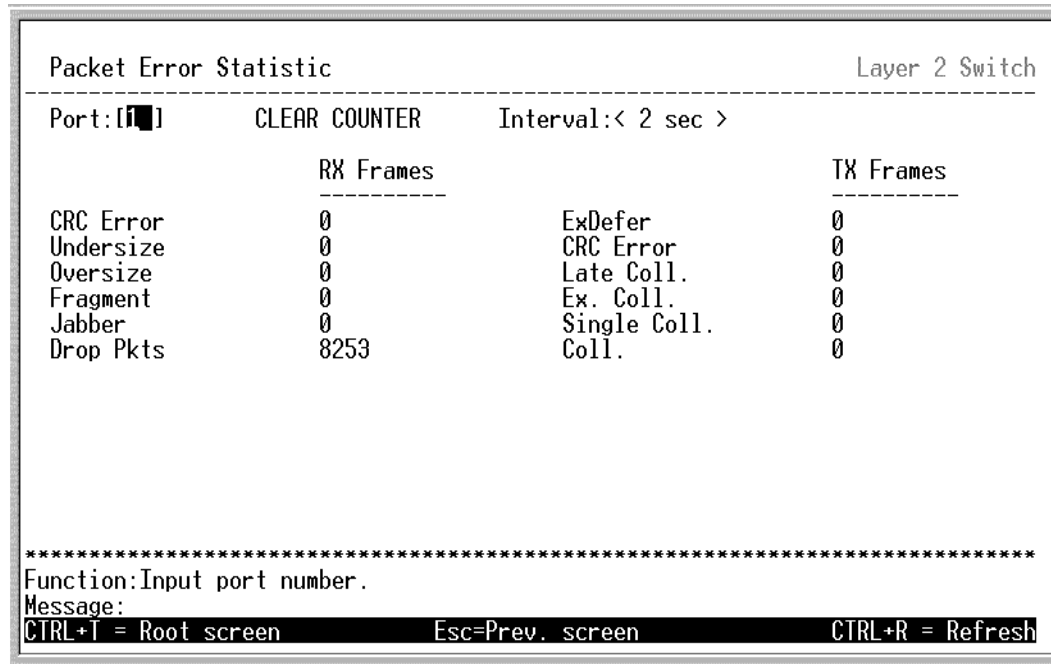 Packet Error Statistic Layer 2 Switch
--------------------------------------------------------------------------------
Port:[1 ] CLEAR COUNTER Interval:< 2 sec >
RX Frames TX Frames
---------- ----------
CRC Error 0 ExDefer 0
Undersize 0 CRC Error 0
Oversize 0 Late Coll. 0
Fragment 0 Ex. Coll. 0
Jabber 0 Single Coll. 0
Drop Pkts 8253 Coll. 0
********************************************************************************
Function:Input port number.
Message:
CTRL+T = Root screen Esc=Prev. screen CTRL+R = Refresh